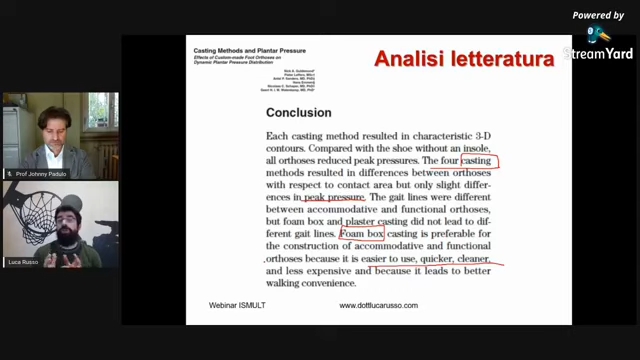 Powered by
StreamYard
Casting Methods and Plantar Pressure
Effects of Custom-made Foot Orthoses on
Dynamic Plantar Pressure Distribution
Analisi letteratura
Conclusion
Each casting method resulted in characteristic 3-D
contours. Compared with the shoe without an insole,
all orthoses reduced peak pressures. The four casting
methods resulted in differences between orthoses
with respect to contact area but only slight differ-
ences in peak pressure. The gait lines were different
between accommodative and functional orthoses,
but foam box and plaster casting did not lead to dif-
ferent gait lines. Foam box casting is preferable for
the construction of accommodative and functional
orthoses because it is easier to use, quicker, cleaner,
and less expensive and because it leads to better
walking convenience.
Prof Johnny Padulo
Luca Russo
Webinar ISMULT
www.dottlucarusso.com